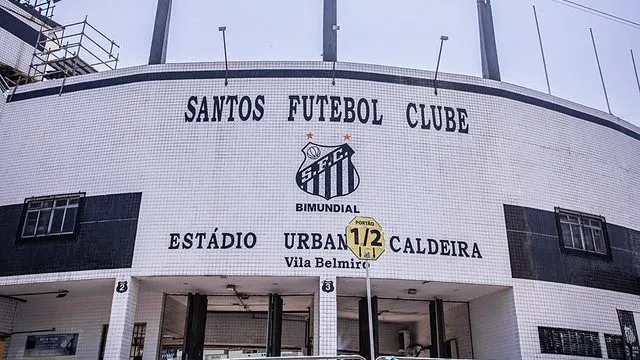 SANTOS FUTEBOL CLUBE
S.F.C.
BIMUNDIAL
ESTÁDIO URBAN CALDEIRA
Vila Belmiro
PORTÃO
1/2
2
3